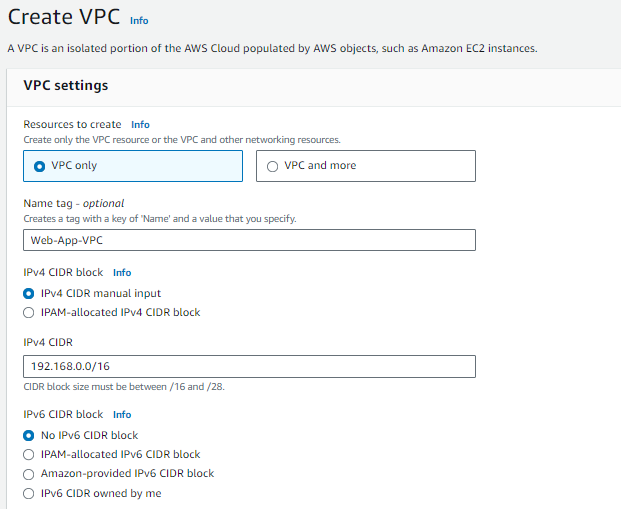 Create VPC Info
A VPC is an isolated portion of the AWS Cloud populated by AWS objects, such as Amazon EC2 instances.
VPC settings
Resources to create Info
Create only the VPC resource or the VPC and other networking resources.
VPC only
VPC and more
Name tag - optional
Creates a tag with a key of 'Name' and a value that you specify.
Web-App-VPC
IPv4 CIDR block Info
IPv4 CIDR manual input
IPAM-allocated IPv4 CIDR block
IPv4 CIDR
192.168.0.0/16
CIDR block size must be between /16 and /28.
IPv6 CIDR block Info
No IPv6 CIDR block
IPAM-allocated IPv6 CIDR block
Amazon-provided IPv6 CIDR block
IPv6 CIDR owned by me